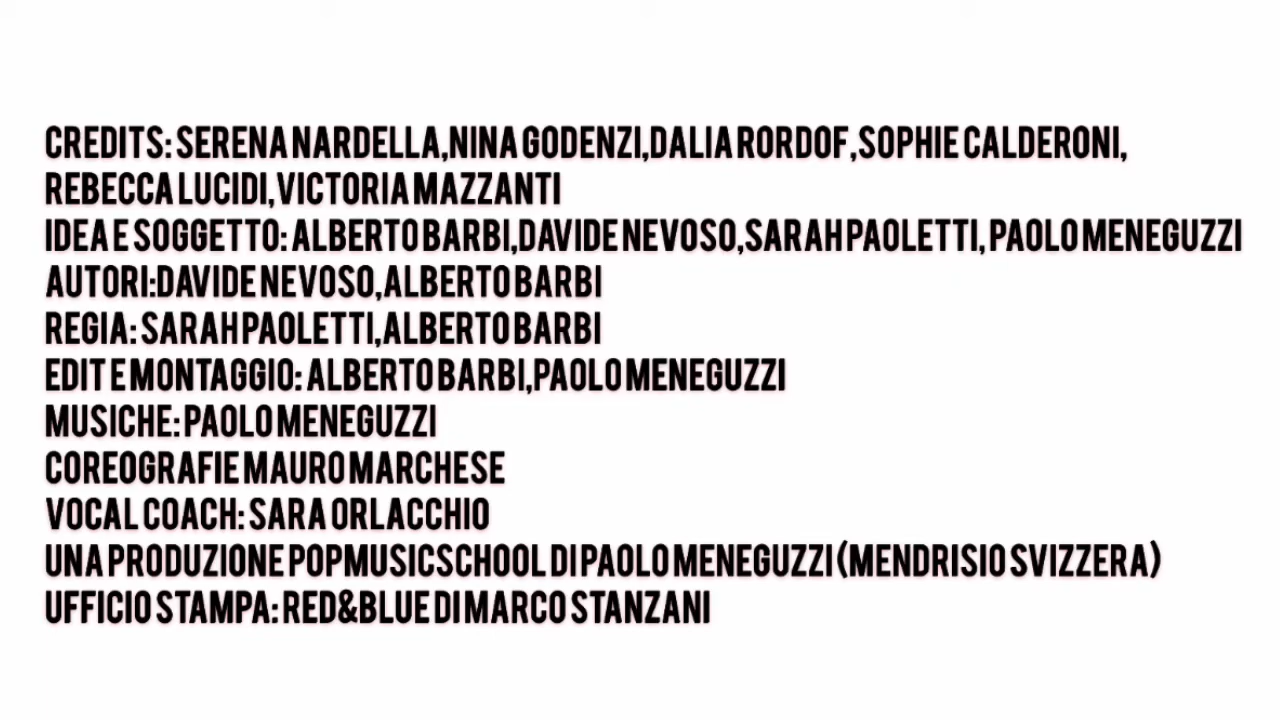 CREDITS: SERENA NARDELLA,NINA GODENZI,DALIA RORDOF,SOPHIE CALDERONI,
REBECCA LUCIDI,VICTORIA MAZZANTI
IDEA E SOGGETTO: ALBERTO BARBI,DAVIDE NEVOSO,SARAH PAOLETTI, PAOLO MENEGUZZI
AUTORI:DAVIDE NEVOSO,ALBERTO BARBI
REGIA: SARAH PAOLETTI,ALBERTO BARBI
EDIT E MONTAGGIO: ALBERTO BARBI,PAOLO MENEGUZZI
MUSICHE: PAOLO MENEGUZZI
COREOGRAFIE MAURO MARCHESE
VOCAL COACH: SARA ORLACCHIO
UNA PRODUZIONE POPMUSICSCHOOL DI PAOLO MENEGUZZI (MENDRISIO SVIZZERA)
UFFICIO STAMPA: RED&BLUE DI MARCO STANZANI